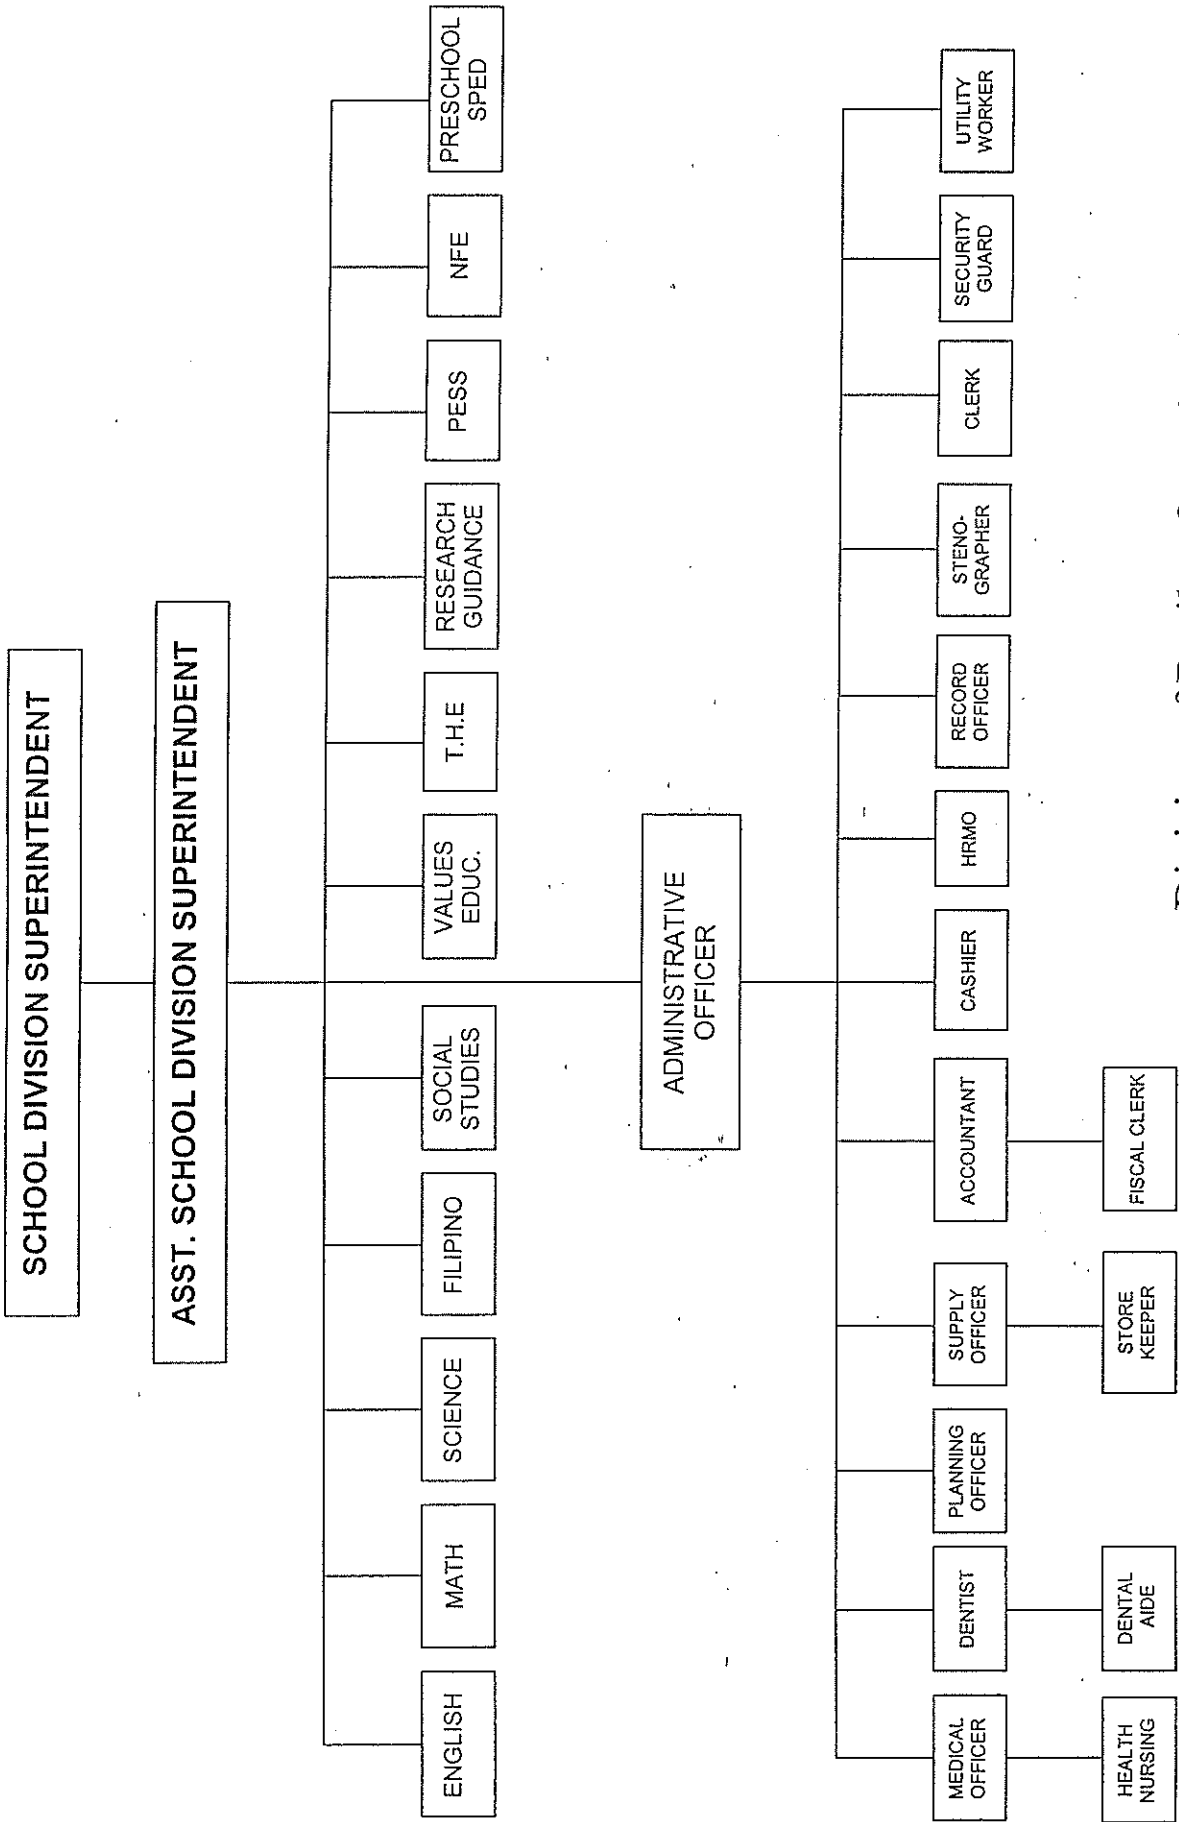 SCHOOL DIVISION SUPERINTENDENT
ASST. SCHOOL DIVISION SUPERINTENDENT
ENGLISH
MATH
SCIENCE
FILIPINO
SOCIAL
STUDIES
VALUES
EDUC.
T.H.E
RESEARCH
GUIDANCE
PESS
NFE
PRESCHOOL
SPED
ADMINISTRATIVE
OFFICER
MEDICAL
OFFICER
DENTIST
PLANNING
OFFICER
SUPPLY
OFFICER
ACCOUNTANT
CASHIER
HRMO
RECORD
OFFICER
STENO-
GRAPHER
CLERK
SECURITY
GUARD
UTILITY
WORKER
HEALTH
NURSING
DENTAL
AIDE
STORE
KEEPER
FISCAL CLERK